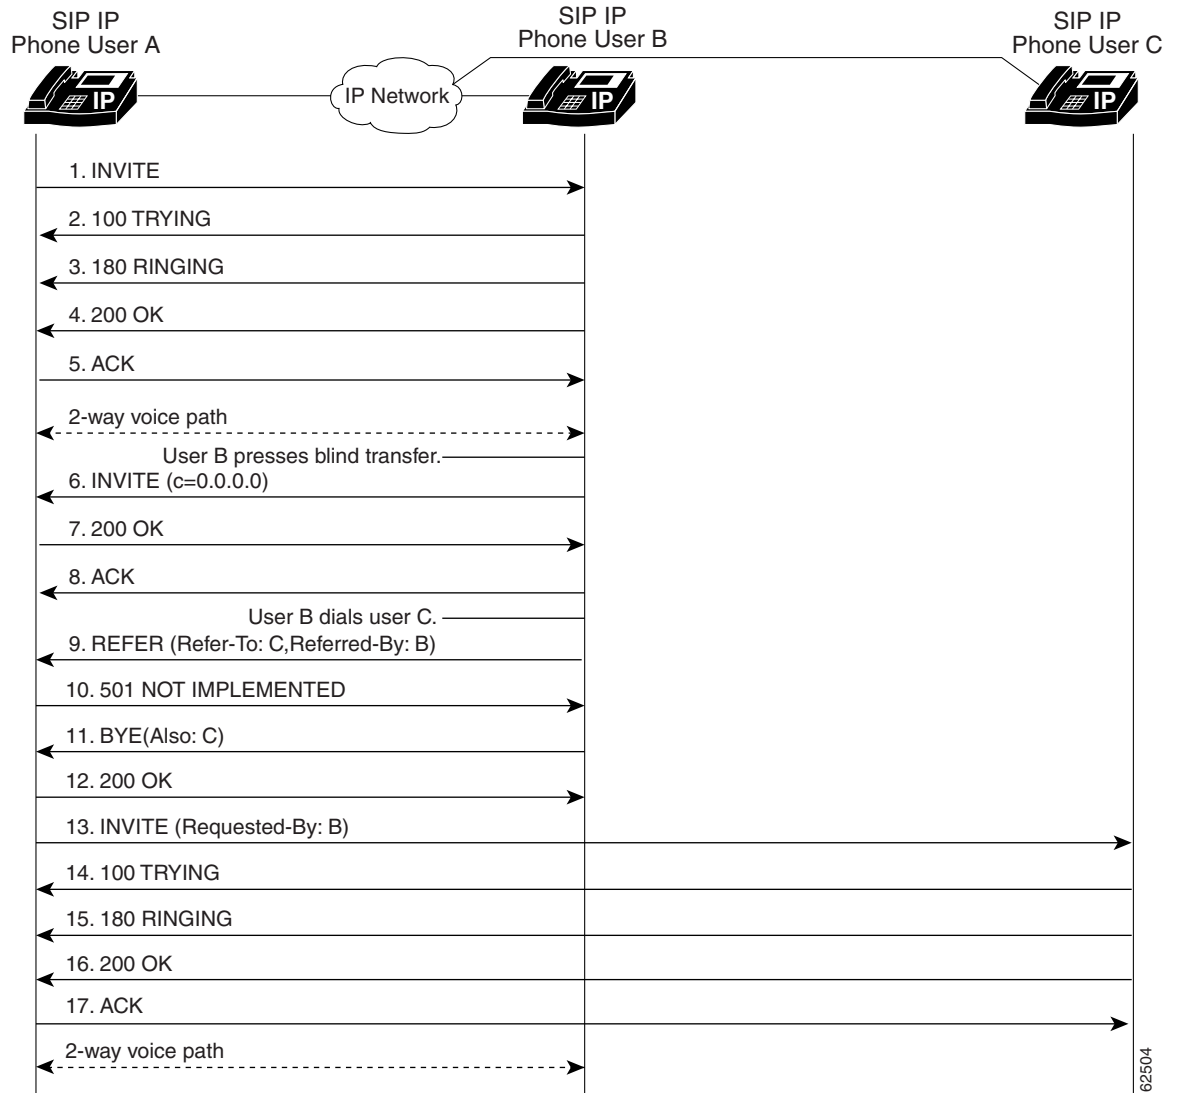 SIP IP
Phone User A
SIP IP
Phone User B
SIP IP
Phone User C
IP
IP Network
IP
IP
1. INVITE
2. 100 TRYING
3. 180 RINGING
4. 200 OK
5. ACK
2-way voice path
User B presses blind transfer.
6. INVITE (c=0.0.0.0)
7. 200 OK
8. ACK
User B dials user C.
9. REFER (Refer-To: C,Referred-By: B)
10. 501 NOT IMPLEMENTED
11. BYE(Also: C)
12. 200 OK
13. INVITE (Requested-By: B)
14. 100 TRYING
15. 180 RINGING
16. 200 OK
17. ACK
2-way voice path
62504